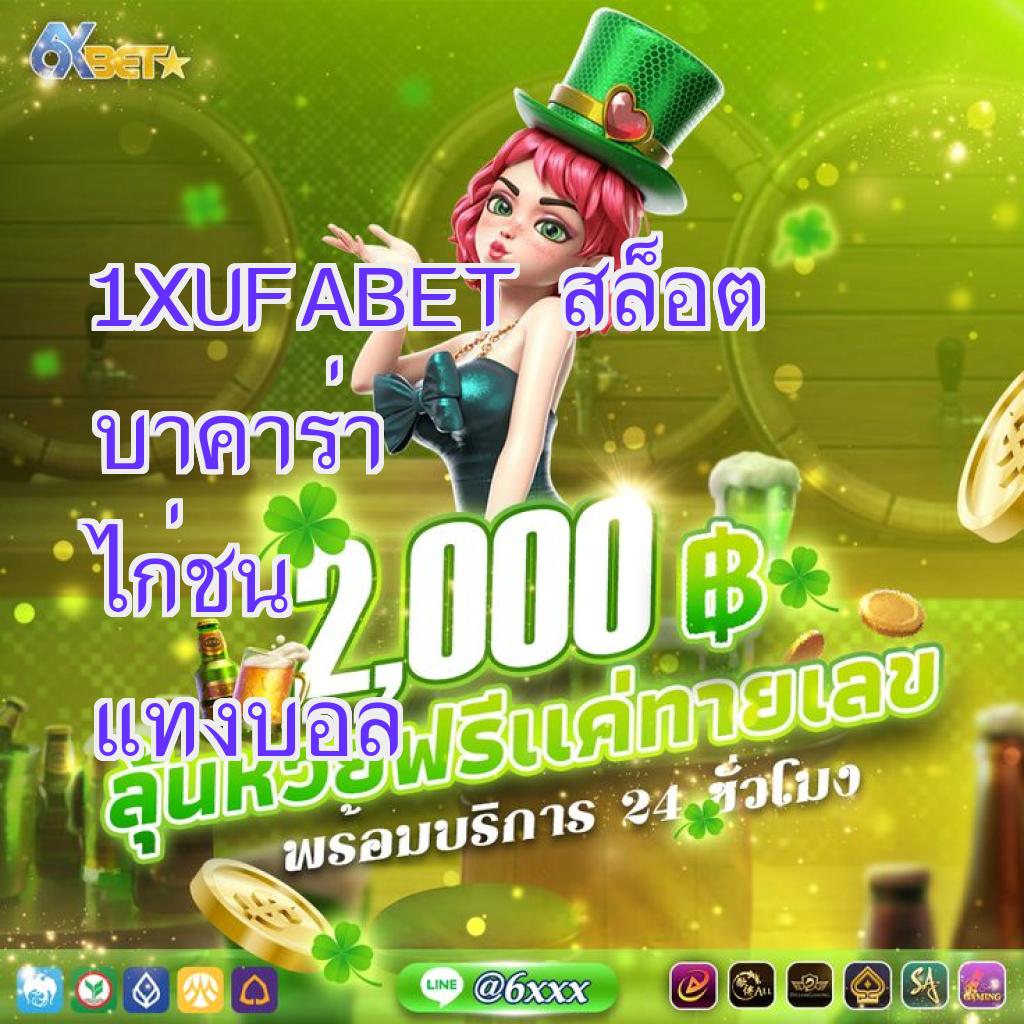 6XBET
1XUFABET สล็อต
บาคาร่า
ไก่ชน
2,000 ฿
แทงบอล
ลุ้นหวยฟรีแค่ทายเลข
พร้อมบริการ 24 ชั่วโมง
LINE @6xxx
ALL
DREAMGAMING
SA
GAMING